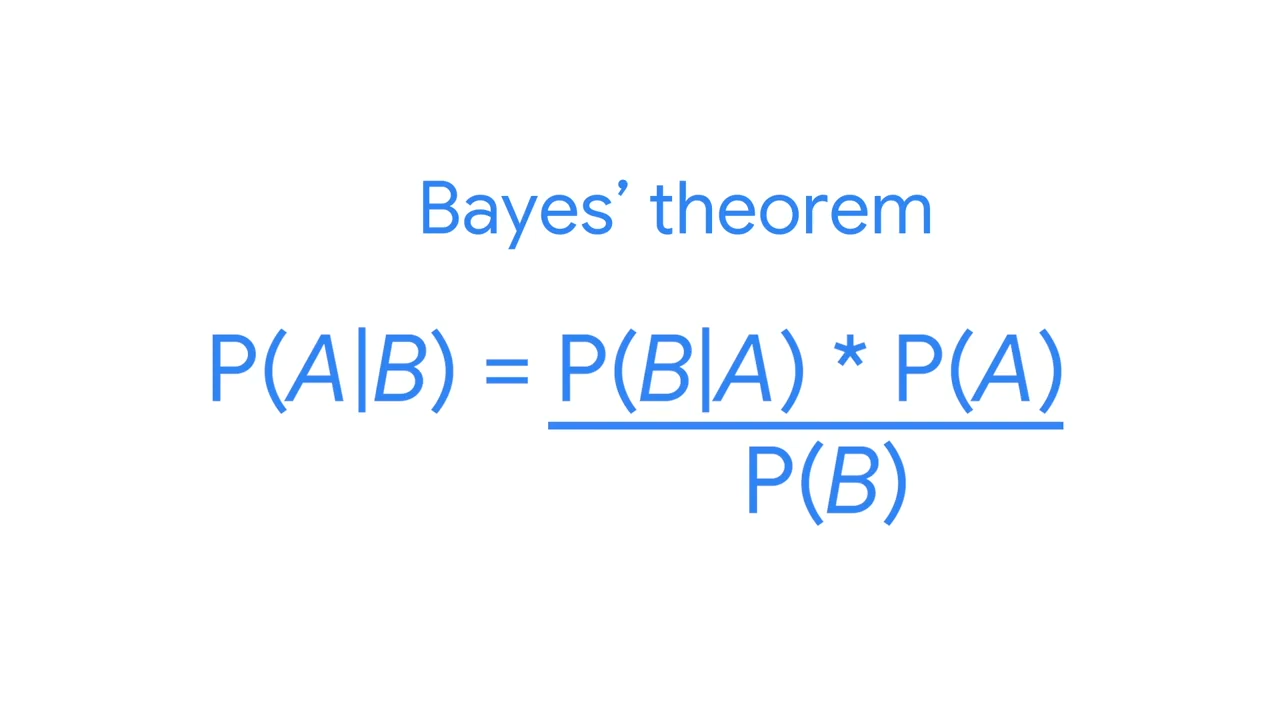 Bayes’ theorem
P(A|B) = P(B|A) * P(A)
P(B)